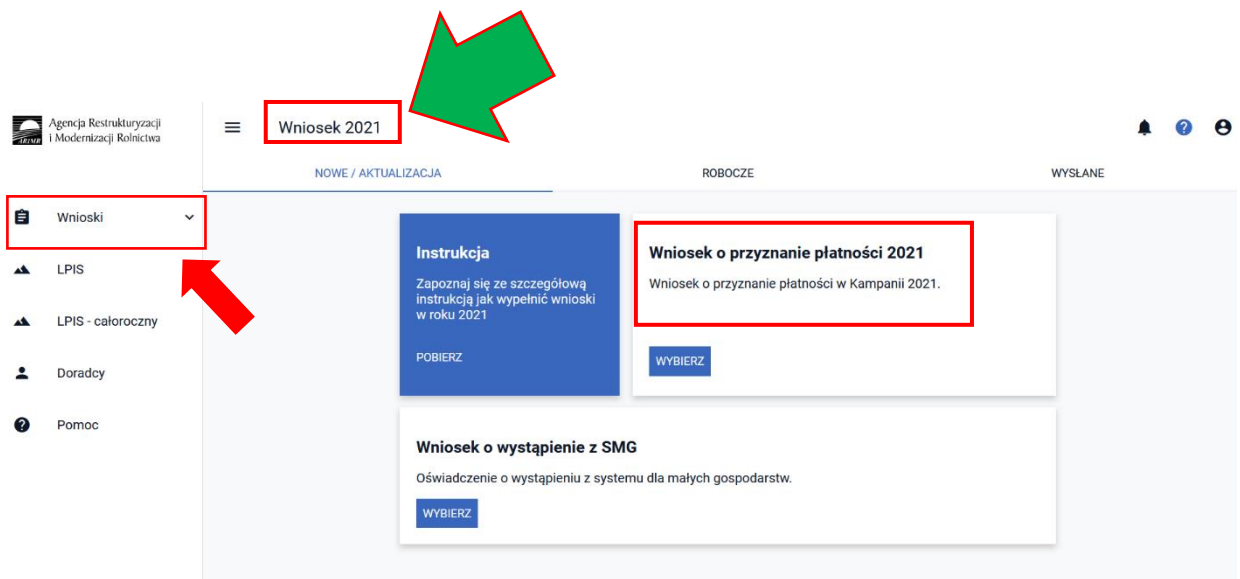 Agencja Restrukturyzacji
i Modernizacji Rolnictwa
ARiMR
Wniosek 2021
NOWE / AKTUALIZACJA
ROBOCZE
WYSŁANE
Wnioski
LPIS
LPIS - całoroczny
Doradcy
Pomoc
Instrukcja
Zapoznaj się ze szczegółową
instrukcją jak wypełnić wnioski
w roku 2021
POBIERZ
Wniosek o przyznanie płatności 2021
Wniosek o przyznanie płatności w Kampanii 2021.
WYBIERZ
Wniosek o wystąpienie z SMG
Oświadczenie o wystąpieniu z systemu dla małych gospodarstw.
WYBIERZ